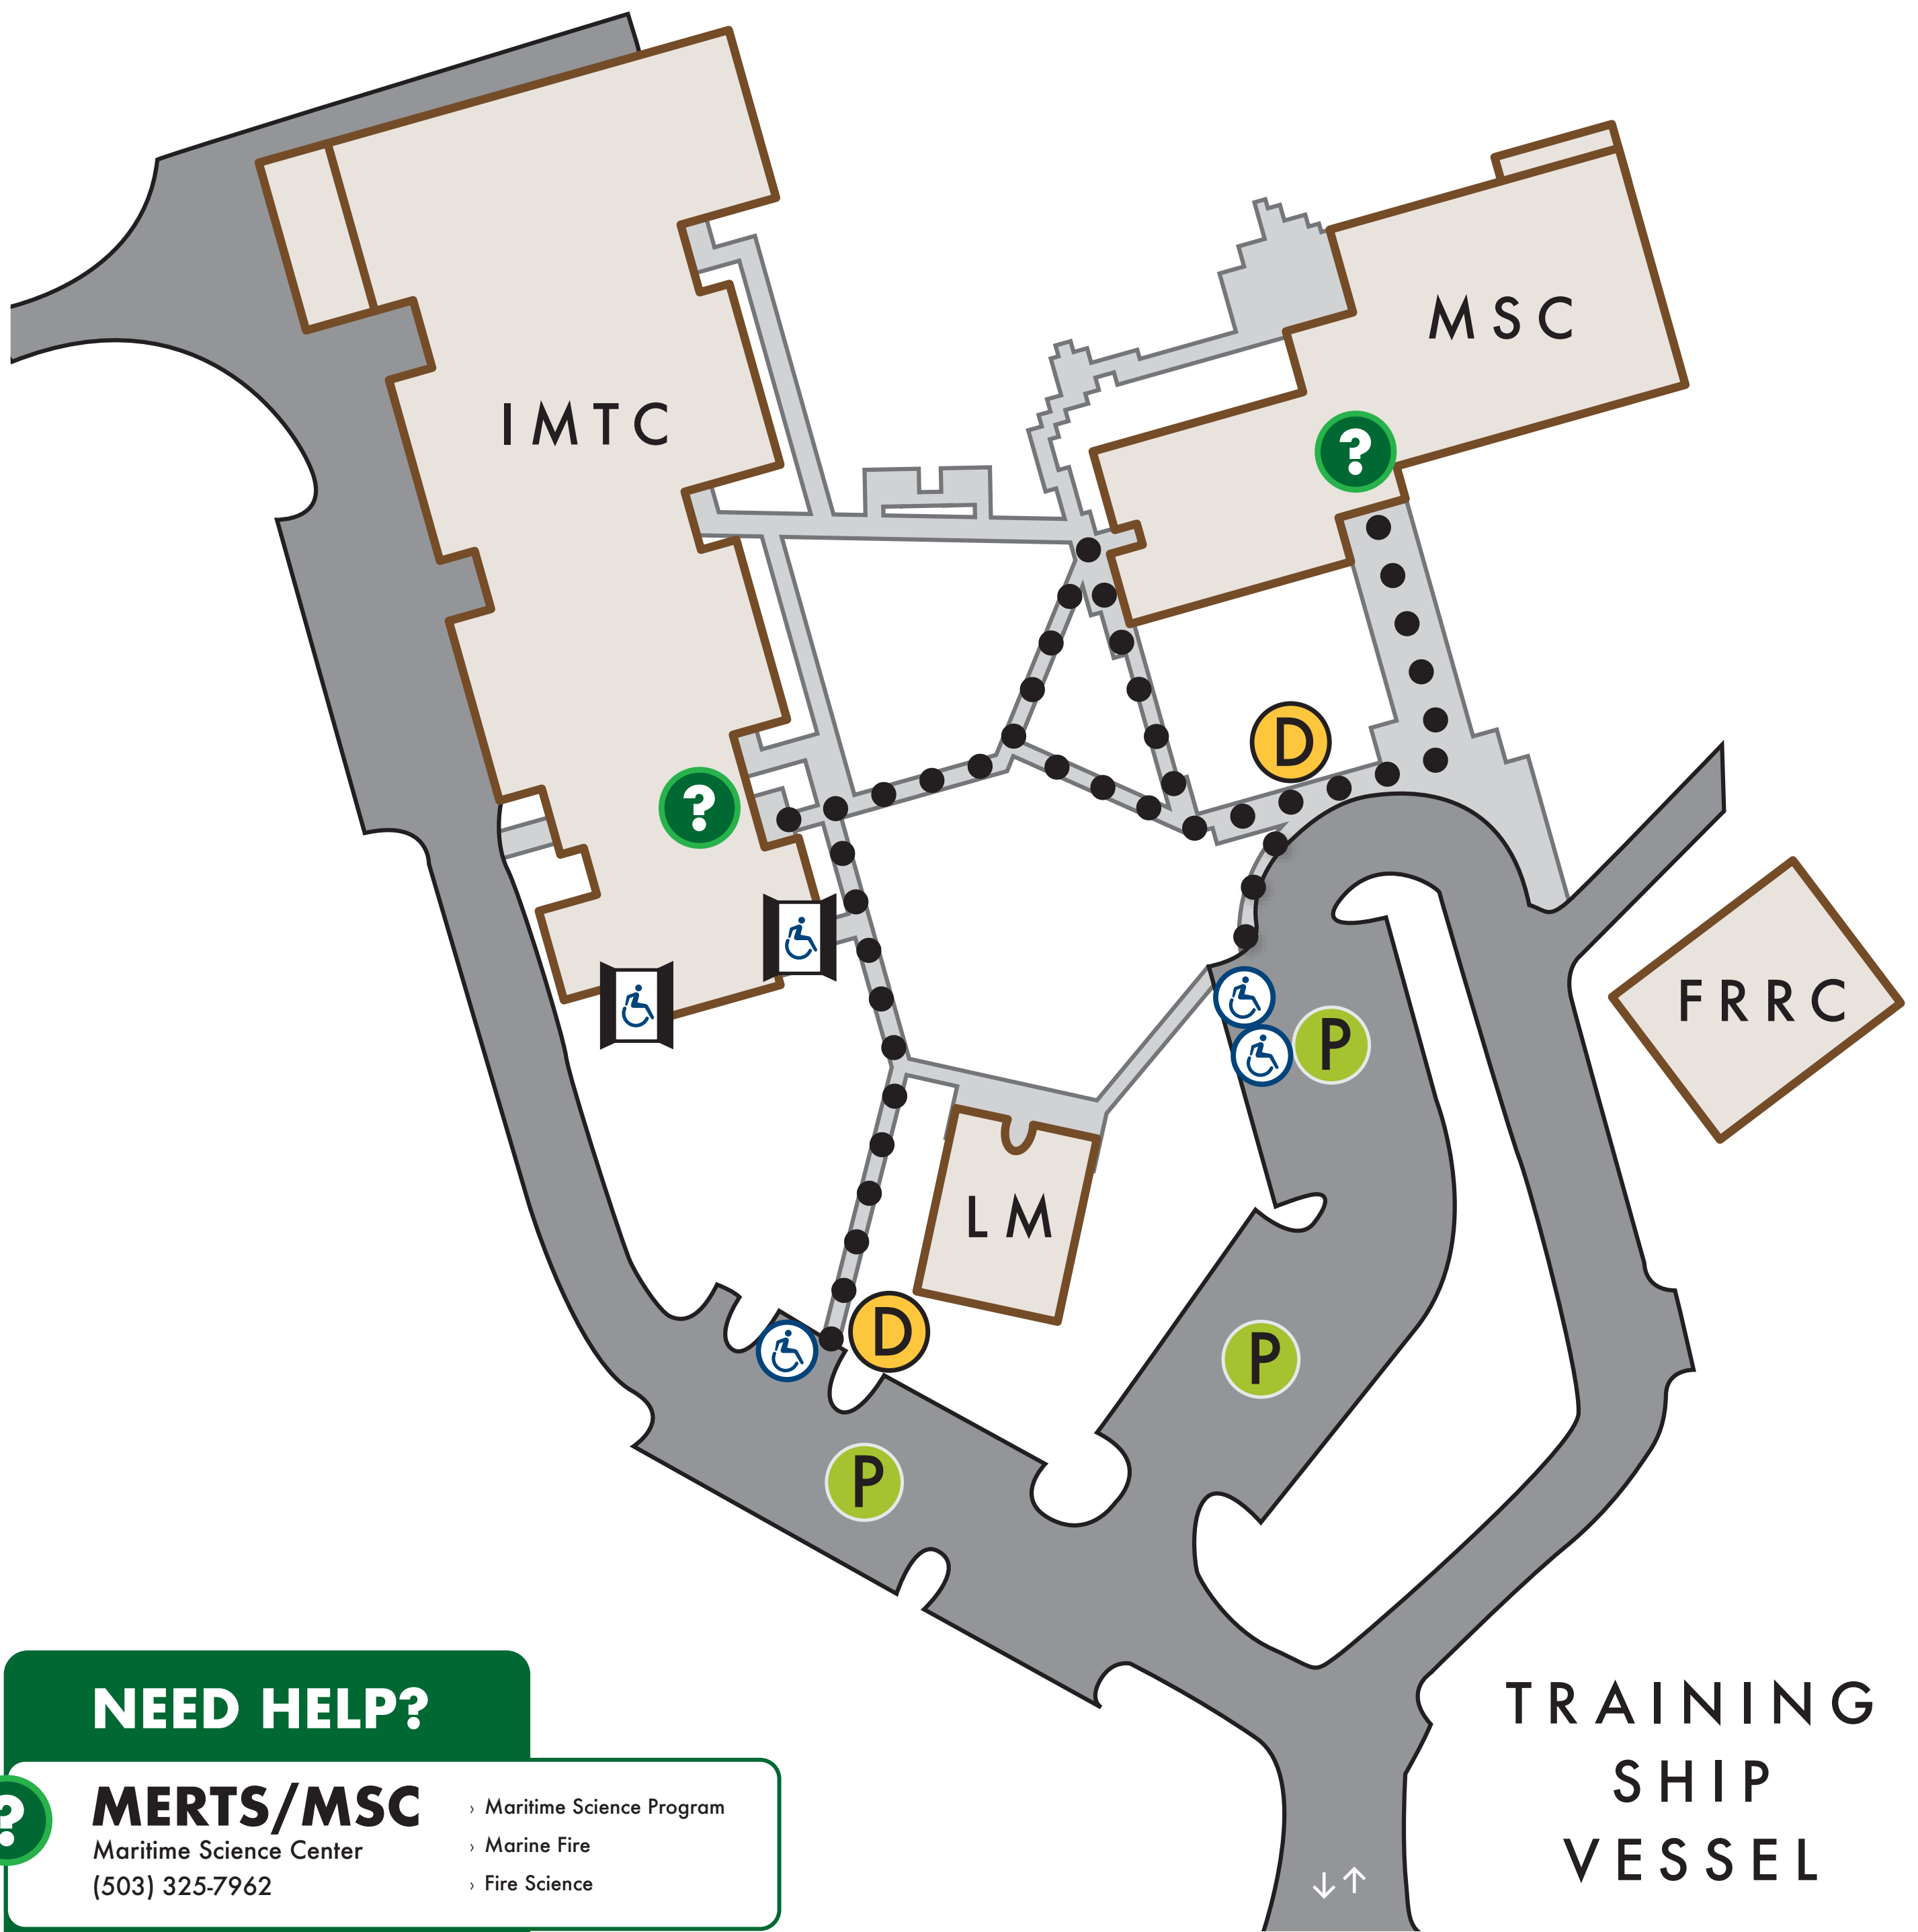 MSC
IMTC
?
?
D
FRRC
P
LM
D
P
P
NEED HELP?
?
MERTS/MSC
Maritime Science Center
(503) 325-7962
› Maritime Science Program
› Marine Fire
› Fire Science
TRAINING
SHIP
VESSEL
↓↑